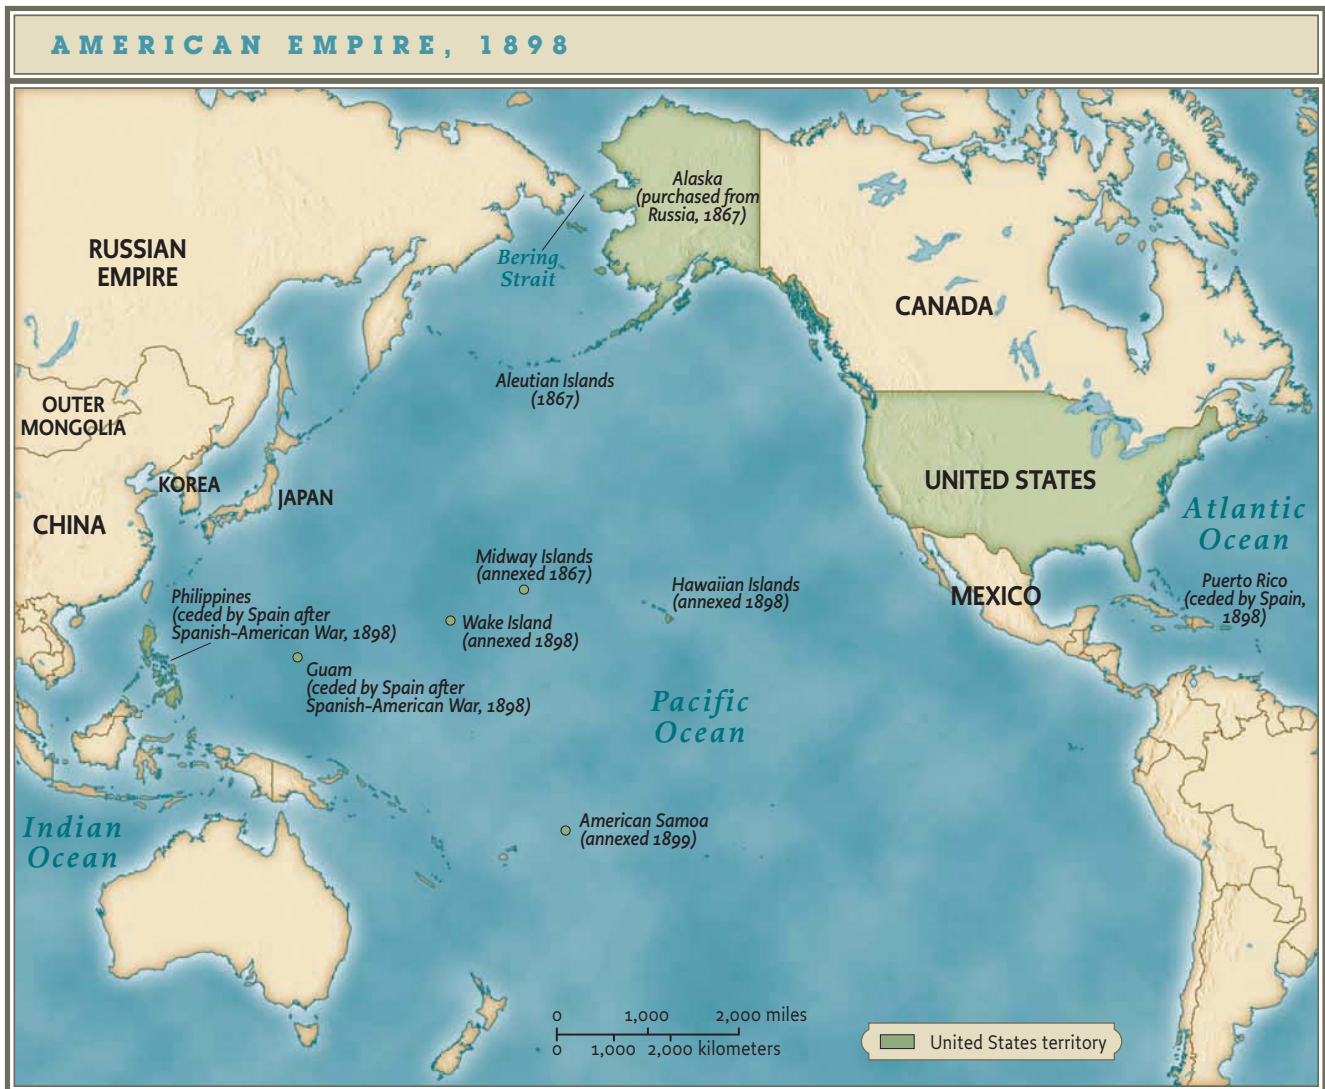 AMERICAN EMPIRE, 1898
Alaska
(purchased from
Russia, 1867)
RUSSIAN
EMPIRE
Bering
Strait
CANADA
Aleutian Islands
(1867)
OUTER
MONGOLIA
KOREA
JAPAN
CHINA
UNITED STATES
Atlantic
Ocean
Midway Islands
(annexed 1867)
Hawaiian Islands
(annexed 1898)
MEXICO
Puerto Rico
(ceded by Spain,
1898)
Philippines
(ceded by Spain after
Spanish-American War, 1898)
Wake Island
(annexed 1898)
Guam
(ceded by Spain after
Spanish-American War, 1898)
Pacific
Ocean
Indian
Ocean
American Samoa
(annexed 1899)
0 1,000 2,000 miles
0 1,000 2,000 kilometers
United States territory